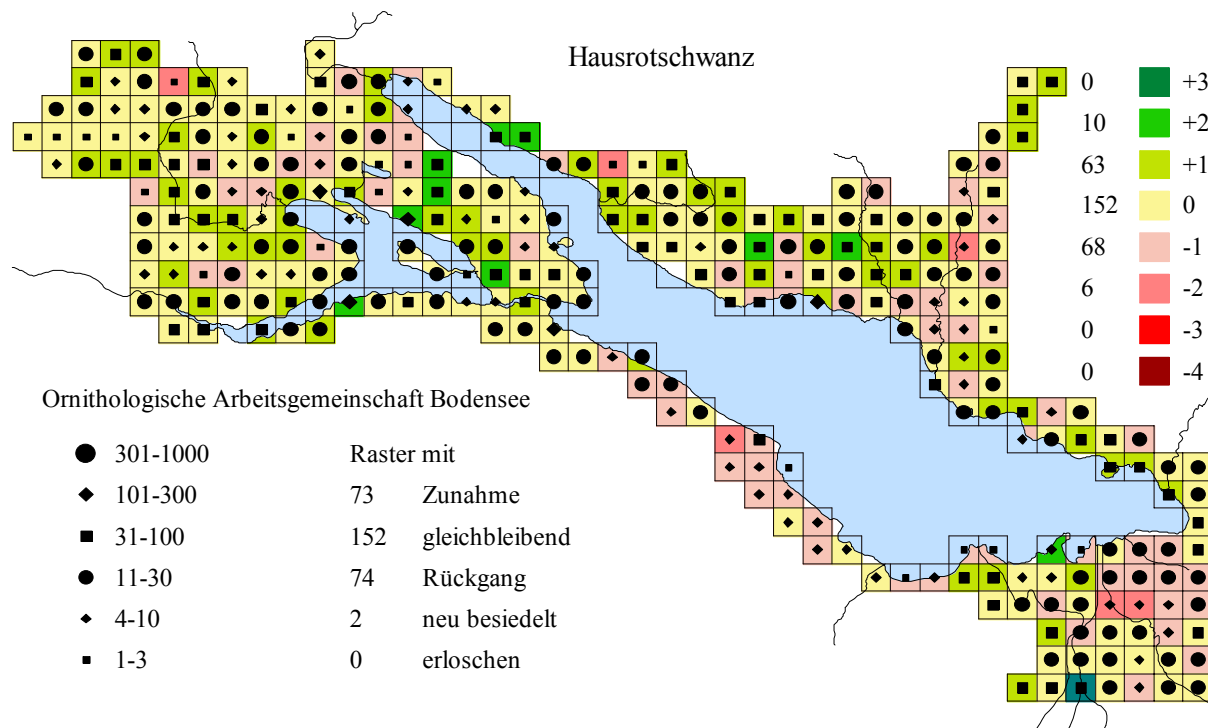 Hausrotschwanz
0 +3
10 +2
63 +1
152 0
68 -1
6 -2
0 -3
0 -4
Ornithologische Arbeitsgemeinschaft Bodensee
301-1000 Raster mit
101-300 73 Zunahme
31-100 152 gleichbleibend
11-30 74 Rückgang
4-10 2 neu besiedelt
1-3 0 erloschen